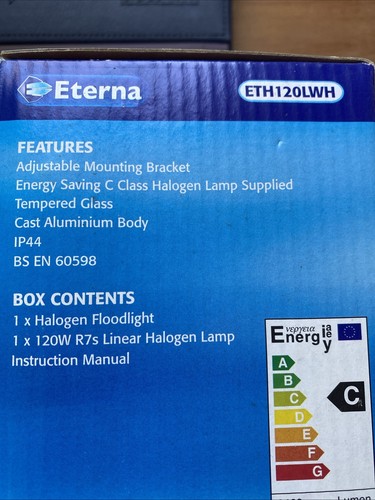 Eterna
ETH120LWH
FEATURES
Adjustable Mounting Bracket
Energy Saving C Class Halogen Lamp Supplied
Tempered Glass
Cast Aluminium Body
IP44
BS EN 60598
BOX CONTENTS
1 x Halogen Floodlight
1 x 120W R7s Linear Halogen Lamp
Instruction Manual
ενεργεια
Energ
A
B
C
D
E
F
G
C
Lumen